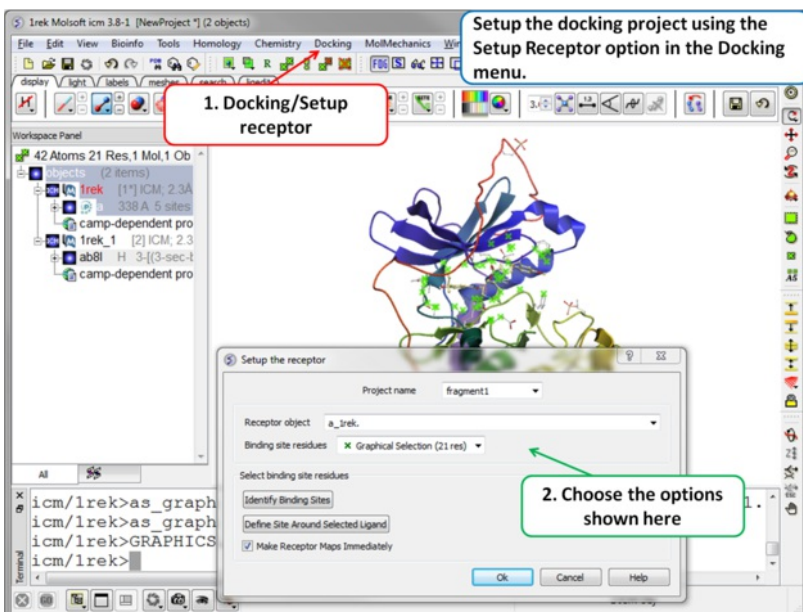 1rek Molsoft icm 3.8-1 [NewProject *] (2 objects)
Setup the docking project using the
Setup Receptor option in the Docking
menu.
File Edit View Bioinfo Tools Homology Chemistry Docking MolMechanics
display light labels meshes
1. Docking/Setup
receptor
Workspace Panel
42 Atoms 21 Res,1 Mol,1 Ob
objects (2 items)
1rek [1*] ICM; 2.3Å
a 338 A 5 sites
camp-dependent pro
1rek_1 [2] ICM; 2.3
ab8l H 3-[(3-sec-b
camp-dependent pro
All
Setup the receptor
Project name fragment1
Receptor object a_1rek.
Binding site residues Graphical Selection (21 res)
Select binding site residues
Identify Binding Sites
Define Site Around Selected Ligand
Make Receptor Maps Immediately
Ok Cancel Help
2. Choose the options
shown here
Terminal
icm/1rek>as_graph
icm/1rek>as_graph
icm/1rek>GRAPHICS
icm/1rek>